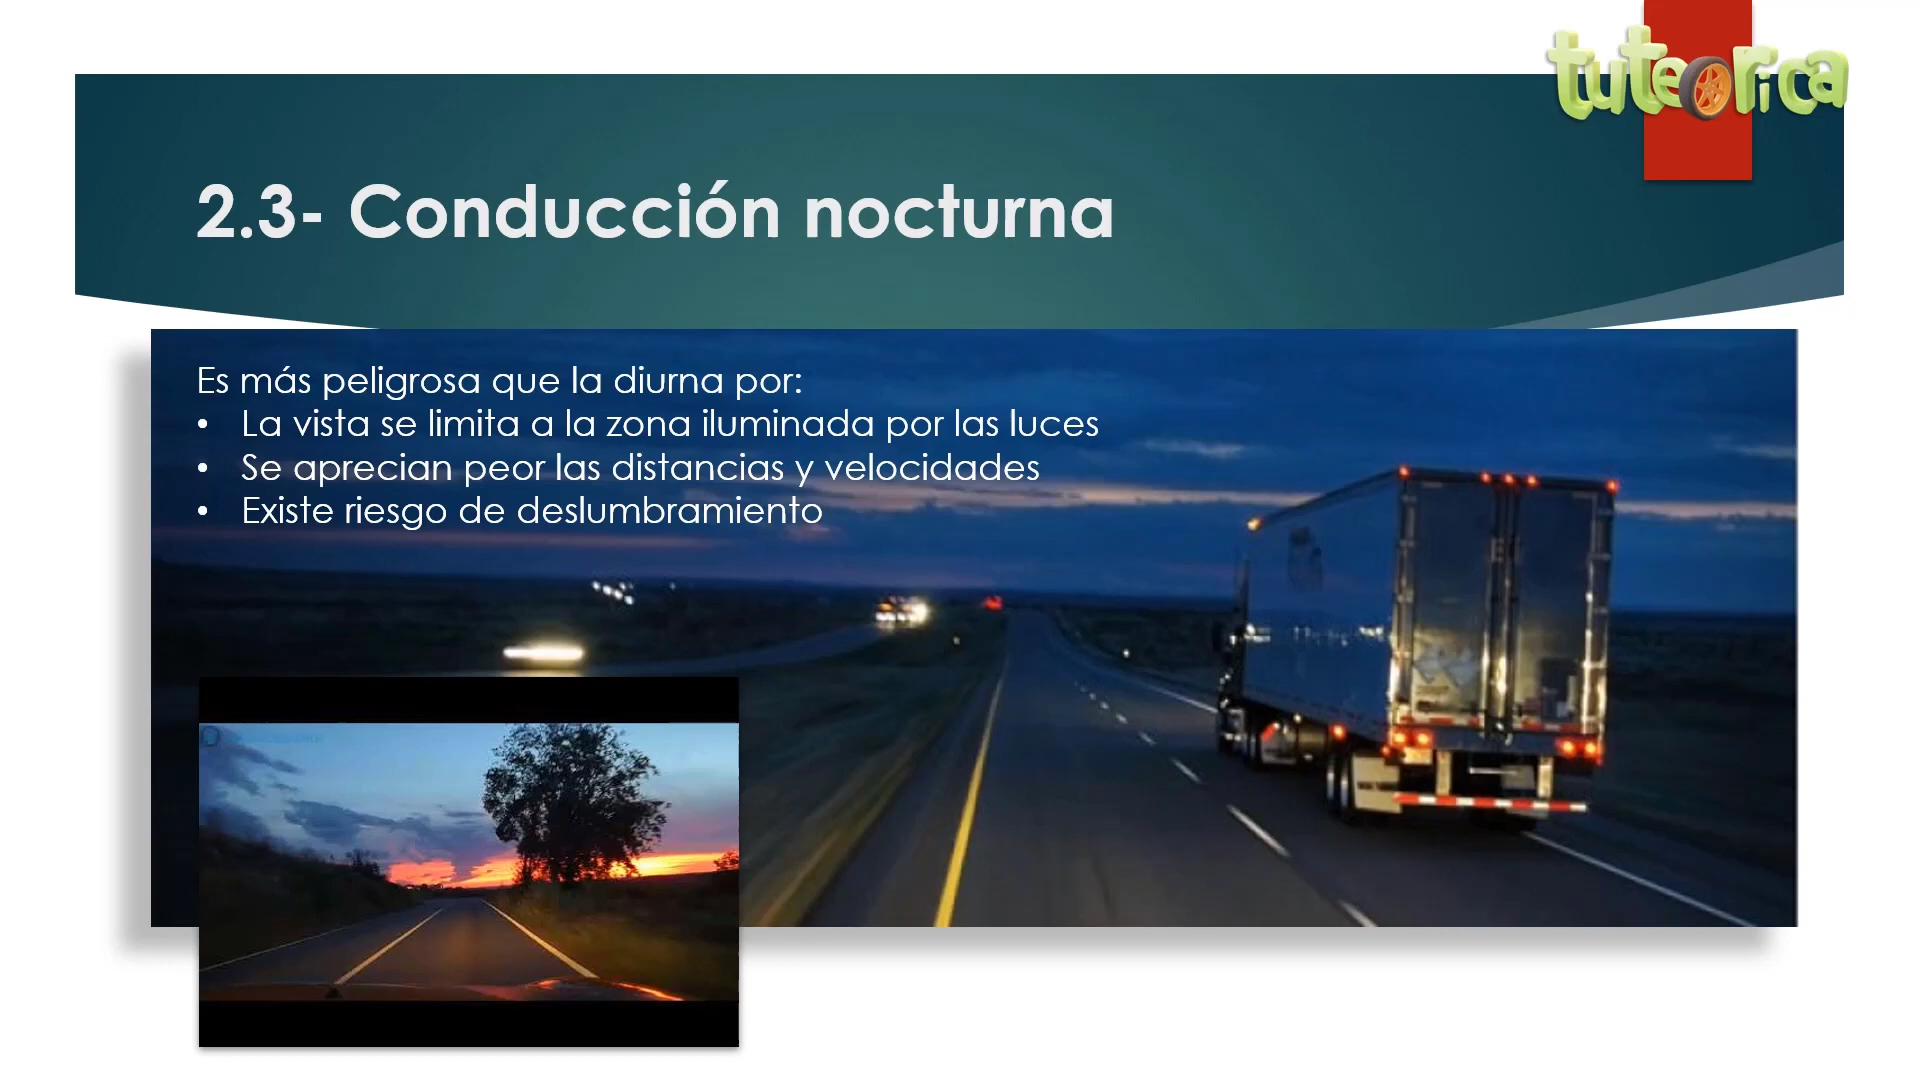 tuteorica
2.3- Conducción nocturna
Es más peligrosa que la diurna por:
• La vista se limita a la zona iluminada por las luces
• Se aprecian peor las distancias y velocidades
• Existe riesgo de deslumbramiento